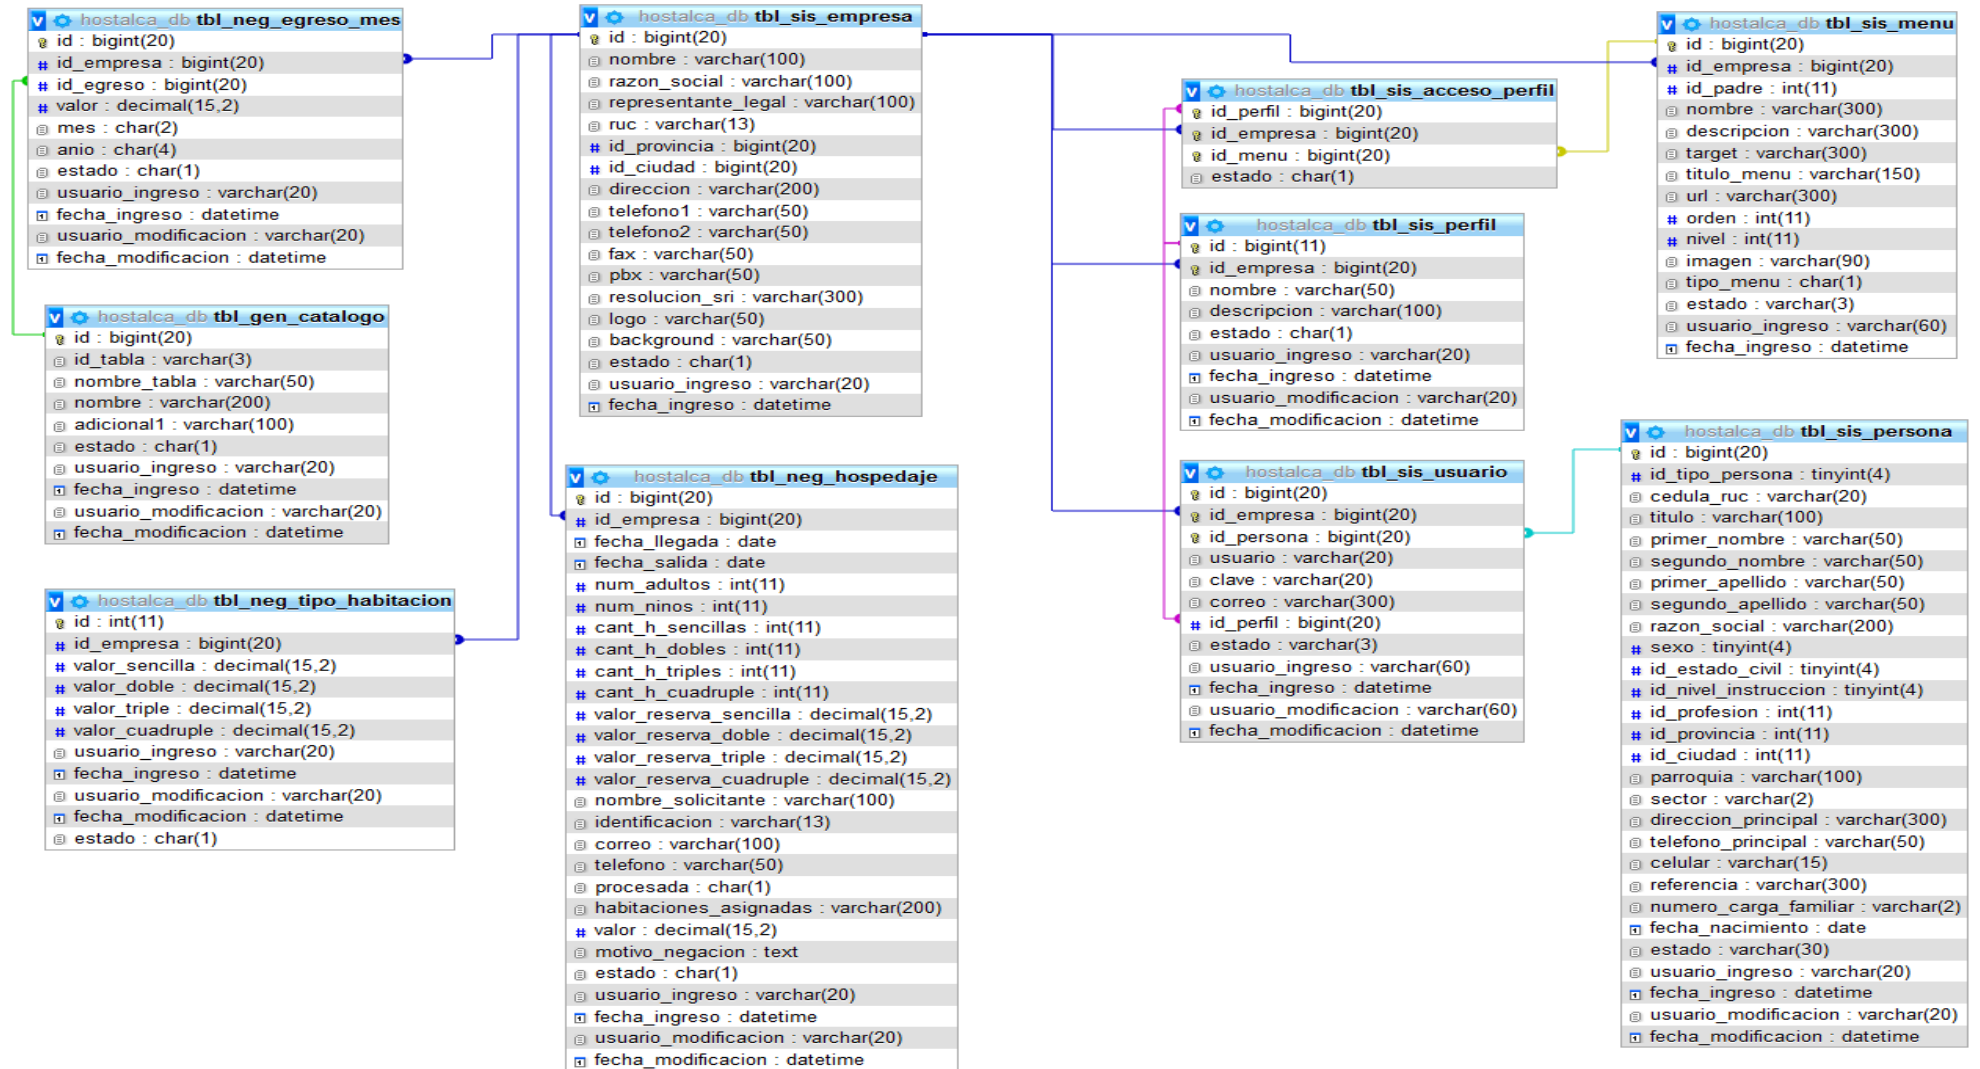 hostalca_db tbl_neg_egreso_mes
id : bigint(20)
id_empresa : bigint(20)
id_egreso : bigint(20)
valor : decimal(15,2)
mes : char(2)
anio : char(4)
estado : char(1)
usuario_ingreso : varchar(20)
fecha_ingreso : datetime
usuario_modificacion : varchar(20)
fecha_modificacion : datetime
hostalca_db tbl_gen_catalogo
id : bigint(20)
id_tabla : varchar(3)
nombre_tabla : varchar(50)
nombre : varchar(200)
adicional1 : varchar(100)
estado : char(1)
usuario_ingreso : varchar(20)
fecha_ingreso : datetime
usuario_modificacion : varchar(20)
fecha_modificacion : datetime
hostalca_db tbl_neg_tipo_habitacion
id : int(11)
id_empresa : bigint(20)
valor_sencilla : decimal(15,2)
valor_doble : decimal(15,2)
valor_triple : decimal(15,2)
valor_cuadruple : decimal(15,2)
usuario_ingreso : varchar(20)
fecha_ingreso : datetime
usuario_modificacion : varchar(20)
fecha_modificacion : datetime
estado : char(1)
hostalca_db tbl_sis_empresa
id : bigint(20)
nombre : varchar(100)
razon_social : varchar(100)
representante_legal : varchar(100)
ruc : varchar(13)
id_provincia : bigint(20)
id_ciudad : bigint(20)
direccion : varchar(200)
telefono1 : varchar(50)
telefono2 : varchar(50)
fax : varchar(50)
pbx : varchar(50)
resolucion_sri : varchar(300)
logo : varchar(50)
background : varchar(50)
estado : char(1)
usuario_ingreso : varchar(20)
fecha_ingreso : datetime
hostalca_db tbl_neg_hospedaje
id : bigint(20)
id_empresa : bigint(20)
fecha_llegada : date
fecha_salida : date
num_adultos : int(11)
num_ninos : int(11)
cant_h_sencillas : int(11)
cant_h_dobles : int(11)
cant_h_triples : int(11)
cant_h_cuadruple : int(11)
valor_reserva_sencilla : decimal(15,2)
valor_reserva_doble : decimal(15,2)
valor_reserva_triple : decimal(15,2)
valor_reserva_cuadruple : decimal(15,2)
nombre_solicitante : varchar(100)
identificacion : varchar(13)
correo : varchar(100)
telefono : varchar(50)
procesada : char(1)
habitaciones_asignadas : varchar(200)
valor : decimal(15,2)
motivo_negacion : text
estado : char(1)
usuario_ingreso : varchar(20)
fecha_ingreso : datetime
usuario_modificacion : varchar(20)
fecha_modificacion : datetime
hostalca_db tbl_sis_acceso_perfil
id_perfil : bigint(20)
id_empresa : bigint(20)
id_menu : bigint(20)
estado : char(1)
hostalca_db tbl_sis_perfil
id : bigint(11)
id_empresa : bigint(20)
nombre : varchar(50)
descripcion : varchar(100)
estado : char(1)
usuario_ingreso : varchar(20)
fecha_ingreso : datetime
usuario_modificacion : varchar(20)
fecha_modificacion : datetime
hostalca_db tbl_sis_usuario
id : bigint(20)
id_empresa : bigint(20)
id_persona : bigint(20)
usuario : varchar(20)
clave : varchar(20)
correo : varchar(300)
id_perfil : bigint(20)
estado : varchar(3)
usuario_ingreso : varchar(60)
fecha_ingreso : datetime
usuario_modificacion : varchar(60)
fecha_modificacion : datetime
hostalca_db tbl_sis_menu
id : bigint(20)
id_empresa : bigint(20)
id_padre : int(11)
nombre : varchar(300)
descripcion : varchar(300)
target : varchar(300)
titulo_menu : varchar(150)
url : varchar(300)
orden : int(11)
nivel : int(11)
imagen : varchar(90)
tipo_menu : char(1)
estado : varchar(3)
usuario_ingreso : varchar(60)
fecha_ingreso : datetime
hostalca_db tbl_sis_persona
id : bigint(20)
id_tipo_persona : tinyint(4)
cedula_ruc : varchar(20)
titulo : varchar(100)
primer_nombre : varchar(50)
segundo_nombre : varchar(50)
primer_apellido : varchar(50)
segundo_apellido : varchar(50)
razon_social : varchar(200)
sexo : tinyint(4)
id_estado_civil : tinyint(4)
id_nivel_instruccion : tinyint(4)
id_profesion : int(11)
id_provincia : int(11)
id_ciudad : int(11)
parroquia : varchar(100)
sector : varchar(2)
direccion_principal : varchar(300)
telefono_principal : varchar(50)
celular : varchar(15)
referencia : varchar(300)
numero_carga_familiar : varchar(2)
fecha_nacimiento : date
estado : varchar(30)
usuario_ingreso : varchar(20)
fecha_ingreso : datetime
usuario_modificacion : varchar(20)
fecha_modificacion : datetime